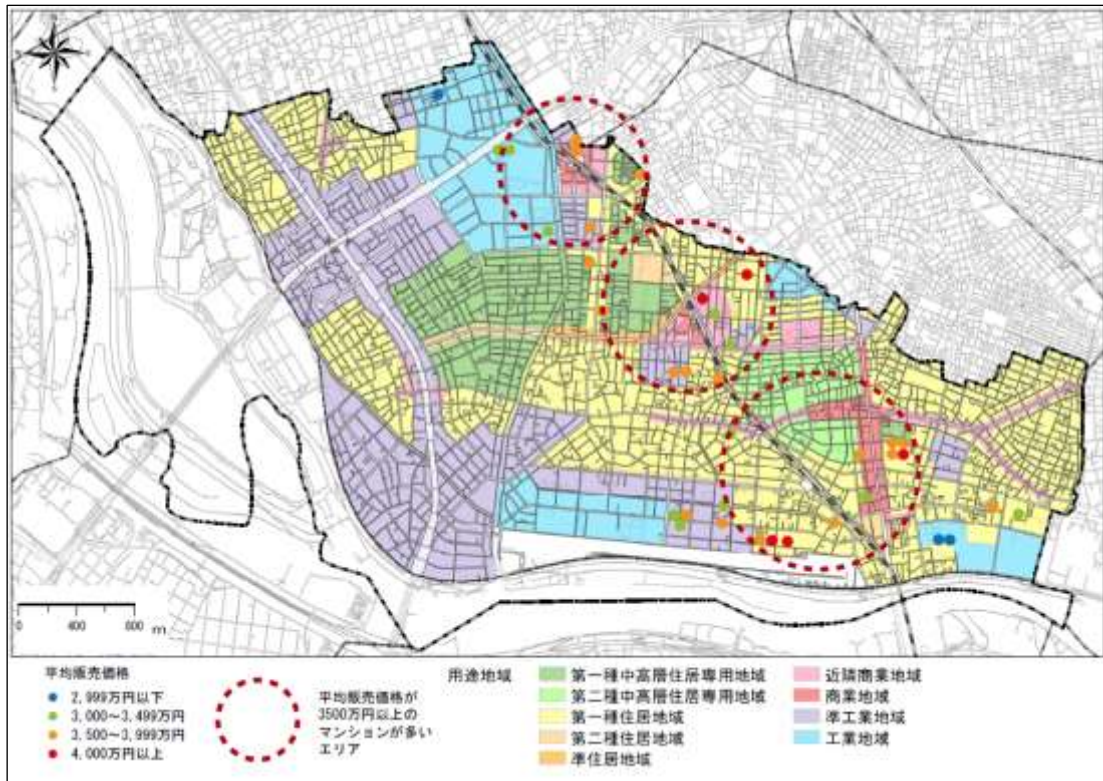 0 400 800 m
平均販売価格
2,999万円以下
3,000～3,499万円
3,500～3,999万円
4,000万円以上
平均販売価格が
3500万円以上の
マンションが多い
エリア
用途地域
第一種中高層住居専用地域
第二種中高層住居専用地域
第一種住居地域
第二種住居地域
準住居地域
近隣商業地域
商業地域
準工業地域
工業地域